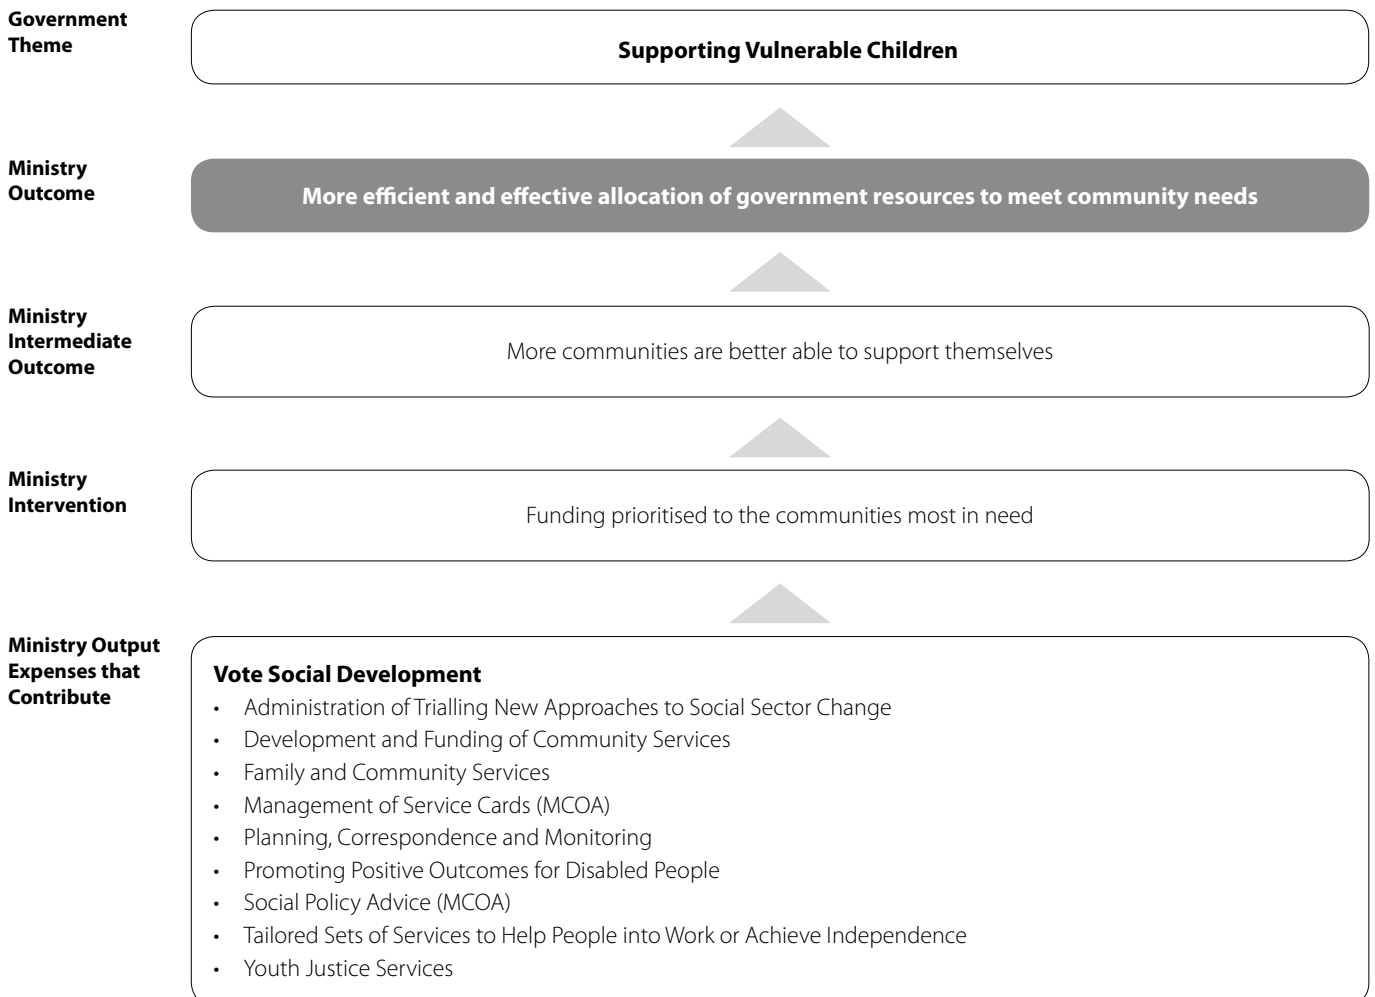 Government
Theme
Supporting Vulnerable Children
Ministry
Outcome
More efficient and effective allocation of government resources to meet community needs
Ministry
Intermediate
Outcome
More communities are better able to support themselves
Ministry
Intervention
Funding prioritised to the communities most in need
Ministry Output
Expenses that
Contribute
Vote Social Development
• Administration of Trialling New Approaches to Social Sector Change
• Development and Funding of Community Services
• Family and Community Services
• Management of Service Cards (MCOA)
• Planning, Correspondence and Monitoring
• Promoting Positive Outcomes for Disabled People
• Social Policy Advice (MCOA)
• Tailored Sets of Services to Help People into Work or Achieve Independence
• Youth Justice Services